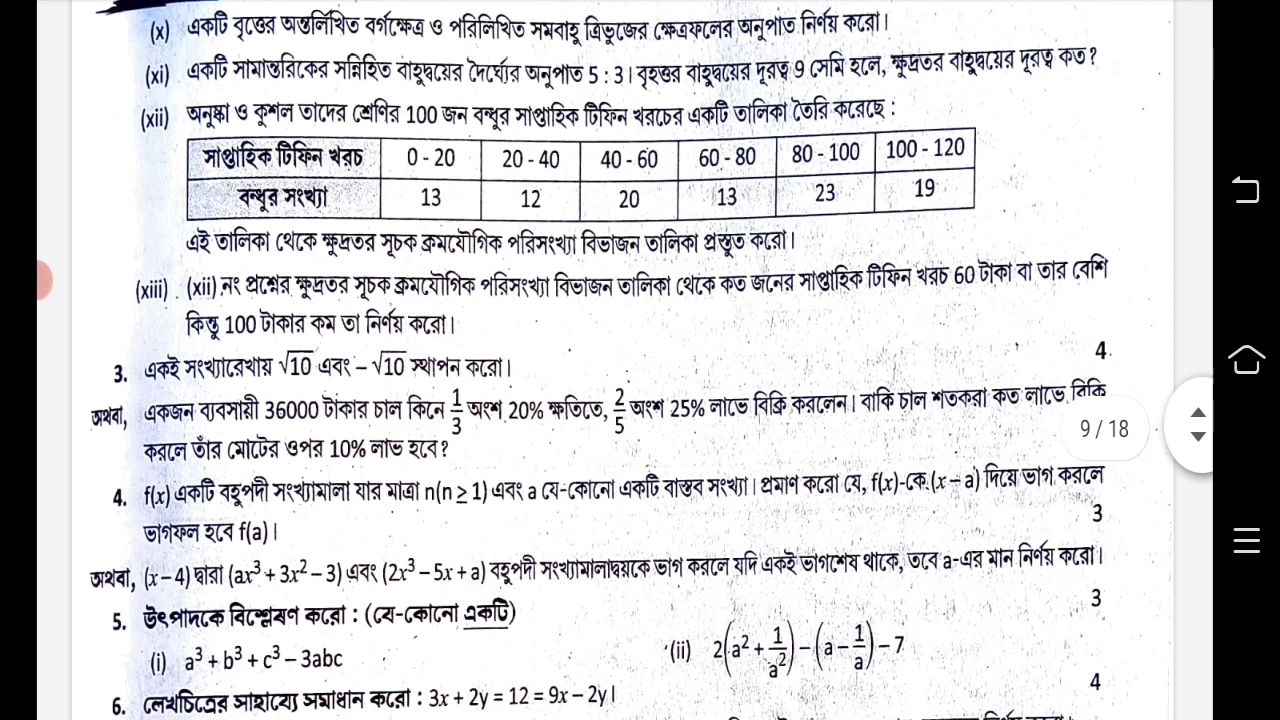 (x) একটি বৃত্তের অন্তর্লিখিত বর্গক্ষেত্র ও পরিলিখিত সমবাহু ত্রিভুজের ক্ষেত্রফলের অনুপাত নির্ণয় করো।
(xi) একটি সামান্তরিকের সন্নিহিত বাহুদ্বয়ের দৈর্ঘ্যের অনুপাত 5 : 3। বৃহত্তর বাহুদ্বয়ের দূরত্ব 9 সেমি হলে, ক্ষুদ্রতর বাহুদ্বয়ের দূরত্ব কত?
(xii) অনুষ্কা ও কুশল তাদের শ্রেণির 100 জন বন্ধুর সাপ্তাহিক টিফিন খরচের একটি তালিকা তৈরি করেছে :
সাপ্তাহিক টিফিন খরচ 0 - 20 20 - 40 40 - 60 60 - 80 80 - 100 100 - 120
বন্ধুর সংখ্যা 13 12 20 13 23 19
এই তালিকা থেকে ক্ষুদ্রতর সূচক ক্রমযৌগিক পরিসংখ্যা বিভাজন তালিকা প্রস্তুত করো।
(xiii) (xii) নং প্রশ্নের ক্ষুদ্রতর সূচক ক্রমযৌগিক পরিসংখ্যা বিভাজন তালিকা থেকে কত জনের সাপ্তাহিক টিফিন খরচ 60 টাকা বা তার বেশি
কিন্তু 100 টাকার কম তা নির্ণয় করো।
3. একই সংখ্যারেখায় √10 এবং – √10 স্থাপন করো। 4
অথবা, একজন ব্যবসায়ী 36000 টাকার চাল কিনে 1/3 অংশ 20% ক্ষতিতে, 2/5 অংশ 25% লাভে বিক্রি করলেন। বাকি চাল শতকরা কত লাভে বিক্রি
করলে তাঁর মোটের ওপর 10% লাভ হবে?
9 / 18
4. f(x) একটি বহুপদী সংখ্যামালা যার মাত্রা n(n ≥ 1) এবং a যে-কোনো একটি বাস্তব সংখ্যা। প্রমাণ করো যে, f(x)-কে (x – a) দিয়ে ভাগ করলে
ভাগফল হবে f(a)। 3
অথবা, (x – 4) দ্বারা (ax³ + 3x² – 3) এবং (2x³ – 5x + a) বহুপদী সংখ্যামালাদ্বয়কে ভাগ করলে যদি একই ভাগশেষ থাকে, তবে a-এর মান নির্ণয় করো।
5. উৎপাদকে বিশ্লেষণ করো : (যে-কোনো একটি) 3
(i) a³ + b³ + c³ – 3abc (ii) 2(a² + 1/a²) – (a – 1/a) – 7
6. লেখচিত্রের সাহায্যে সমাধান করো : 3x + 2y = 12 = 9x – 2y। 4